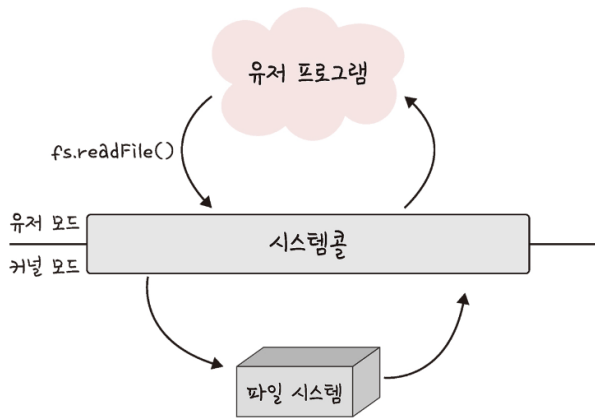 유저 프로그램
fs.readFile()
유저 모드
시스템콜
커널 모드
파일 시스템